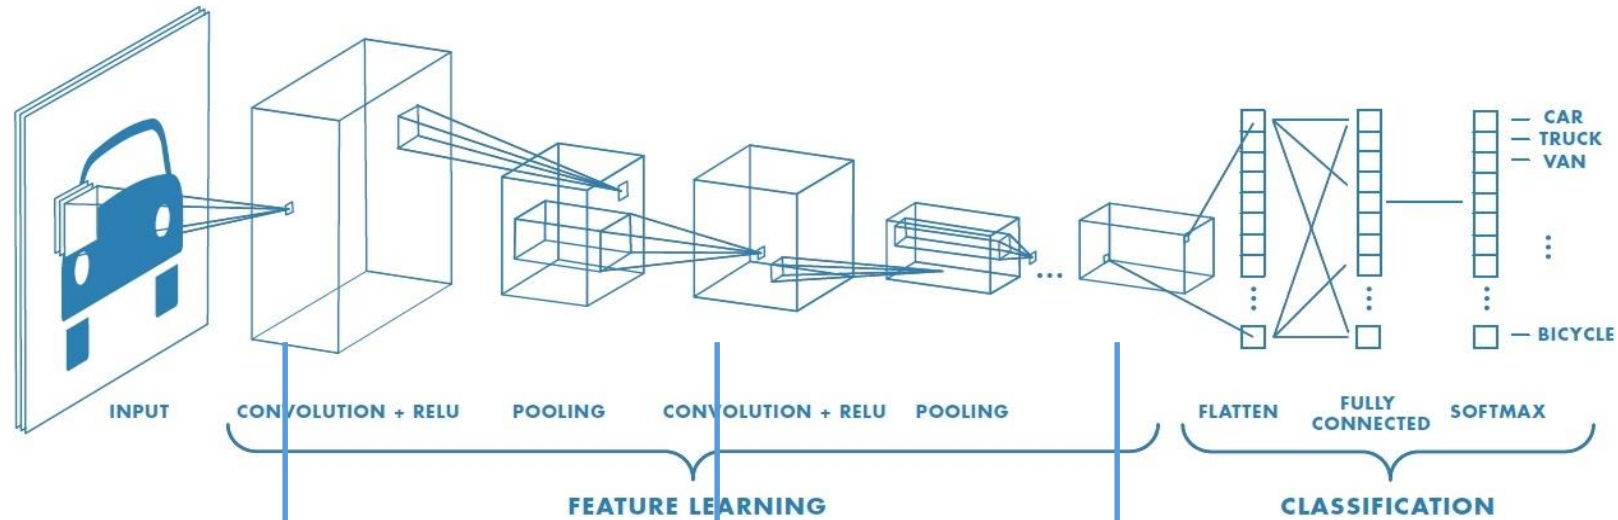 CAR
TRUCK
VAN
BICYCLE
INPUT
CONVOLUTION + RELU
POOLING
CONVOLUTION + RELU
POOLING
FLATTEN
FULLY
CONNECTED
SOFTMAX
FEATURE LEARNING
CLASSIFICATION